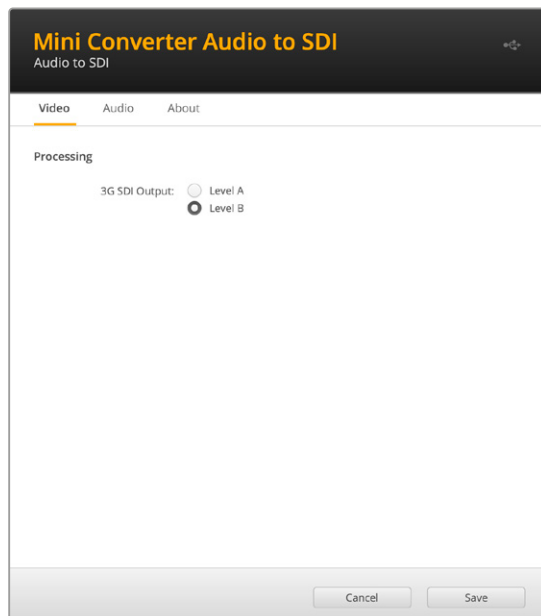 Mini Converter Audio to SDI
Audio to SDI
Video Audio About
Processing
3G SDI Output: Level A
Level B
Cancel Save